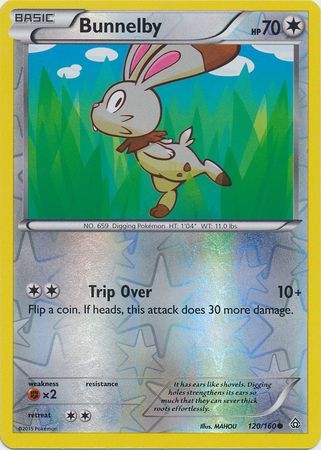 BASIC
Bunnelby
HP 70
NO. 659 Digging Pokémon HT: 1'04" WT: 11.0 lbs.
Trip Over 10+
Flip a coin. If heads, this attack does 30 more damage.
weakness resistance
×2
retreat
It has ears like shovels. Digging
holes strengthens its ears so
much that they can sever thick
roots effortlessly.
©2015 Pokémon
Illus. MAHOU
120/160